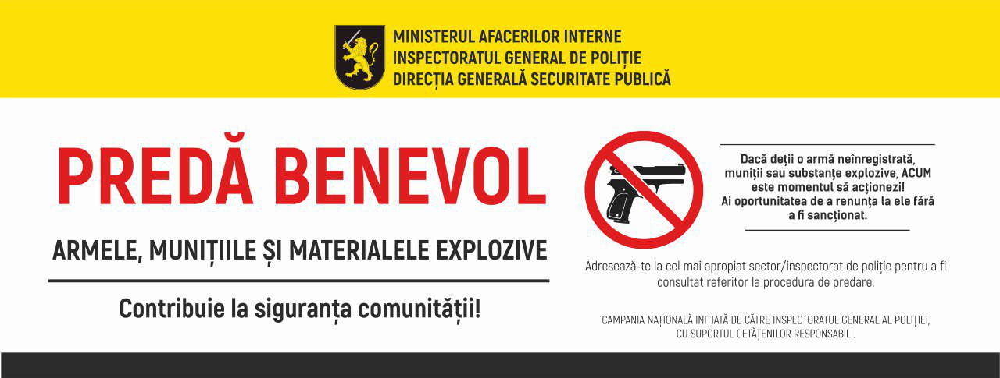 MINISTERUL AFACERILOR INTERNE
INSPECTORATUL GENERAL DE POLIȚIE
DIRECȚIA GENERALĂ SECURITATE PUBLICĂ
PREDĂ BENEVOL
ARMELE, MUNIȚIILE ȘI MATERIALELE EXPLOZIVE
Contribuie la siguranța comunității!
Dacă deții o armă neînregistrată,
muniții sau substanțe explozive, ACUM
este momentul să acționezi!
Ai oportunitatea de a renunța la ele fără
a fi sancționat.
Adresează-te la cel mai apropiat sector/inspectorat de poliție pentru a fi
consultat referitor la procedura de predare.
CAMPANIA NAȚIONALĂ INIȚIATĂ DE CĂTRE INSPECTORATUL GENERAL AL POLIȚIEI,
CU SUPORTUL CETĂȚENILOR RESPONSABILI.